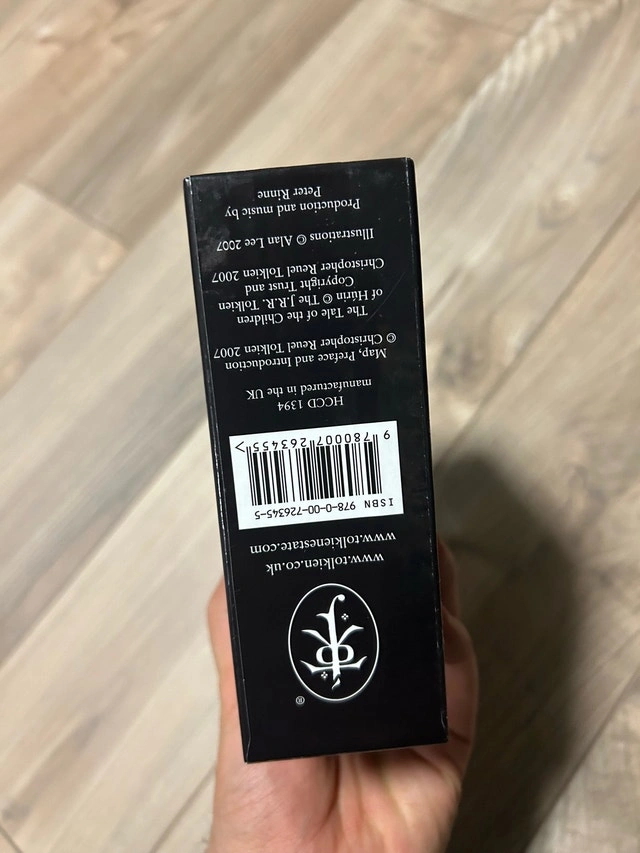 ®
www.tolkien.co.uk
www.tolkienestate.com
ISBN 978-0-00-726345-5
9 780007 263455 >
HCCD 1394
manufactured in the UK
Map, Preface and Introduction
© Christopher Reuel Tolkien 2007
The Tale of the Children
of Húrin © The J.R.R. Tolkien
Copyright Trust and
Christopher Reuel Tolkien 2007
Illustrations © Alan Lee 2007
Production and music by
Peter Rinne